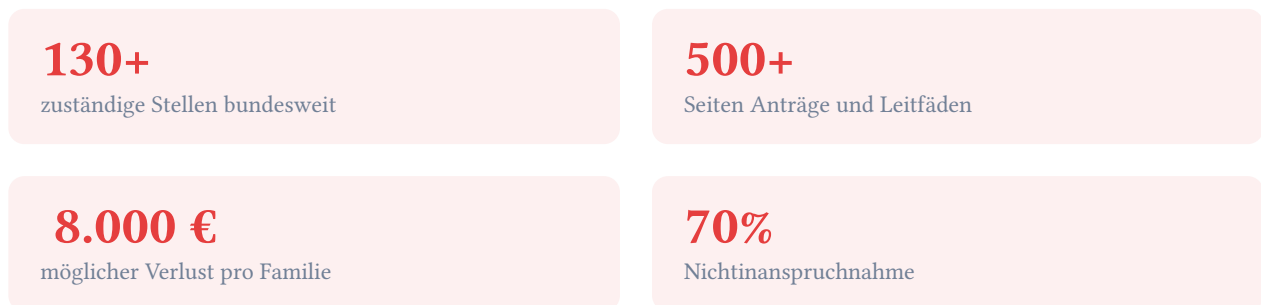 130+
zuständige Stellen bundesweit
500+
Seiten Anträge und Leitfäden
8.000 €
möglicher Verlust pro Familie
70%
Nichtinanspruchnahme